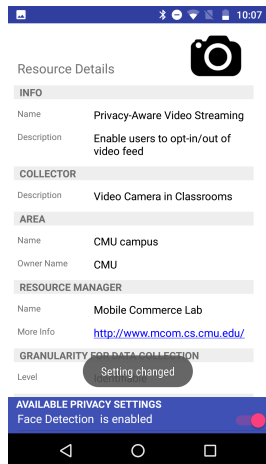 10:07
Resource Details
INFO
Name Privacy-Aware Video Streaming
Description Enable users to opt-in/out of
video feed
COLLECTOR
Description Video Camera in Classrooms
AREA
Name CMU campus
Owner Name CMU
RESOURCE MANAGER
Name Mobile Commerce Lab
More Info http://www.mcom.cs.cmu.edu/
GRANULARITY FOR DATA COLLECTION
Level Identifiable
Setting changed
AVAILABLE PRIVACY SETTINGS
Face Detection is enabled